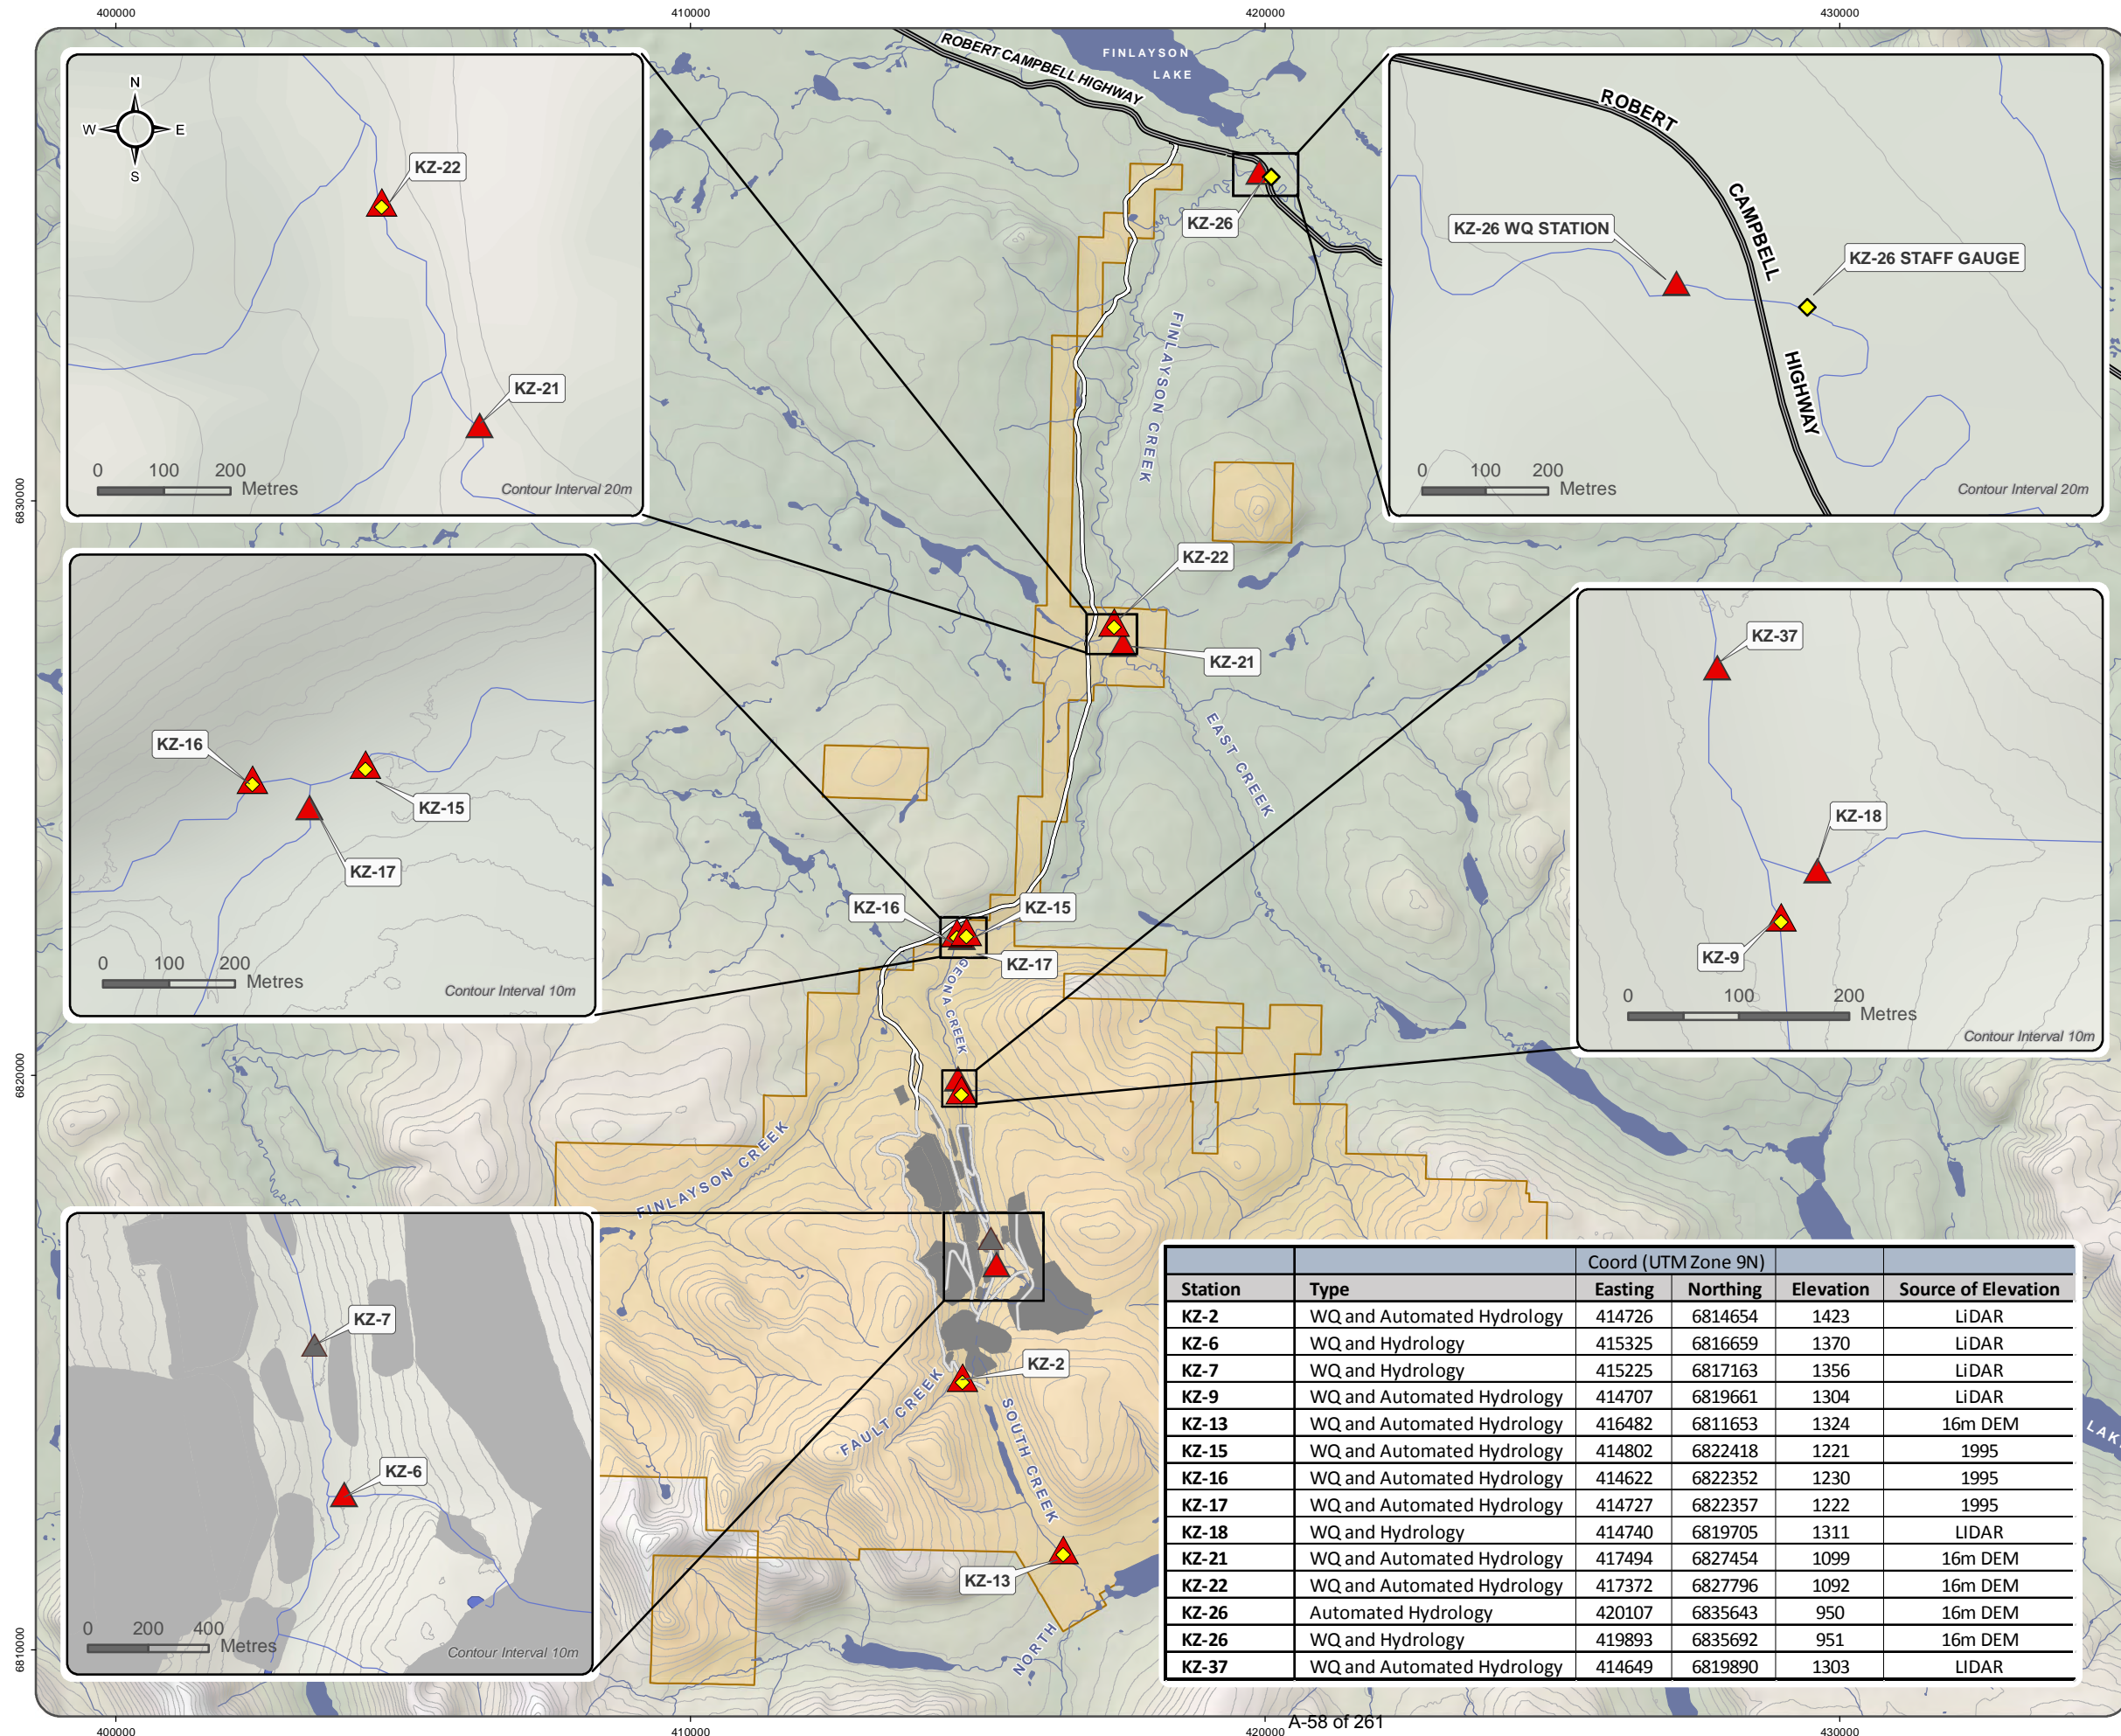 400000
410000
420000
430000
N
W
E
S
KZ-22
KZ-21
0 100 200
Metres
Contour Interval 20m
ROBERT CAMPBELL HIGHWAY
FINLAYSON
LAKE
KZ-26
ROBERT
CAMPBELL
HIGHWAY
KZ-26 WQ STATION
KZ-26 STAFF GAUGE
0 100 200
Metres
Contour Interval 20m
6830000
FINLAYSON CREEK
KZ-22
KZ-21
EAST CREEK
KZ-16
KZ-15
KZ-17
0 100 200
Metres
Contour Interval 10m
KZ-37
KZ-18
KZ-9
0 100 200
Metres
Contour Interval 10m
KZ-16
KZ-15
KZ-17
GEONA CREEK
6820000
FINLAYSON CREEK
KZ-7
KZ-6
0 200 400
Metres
Contour Interval 10m
KZ-2
FAULT CREEK
SOUTH CREEK
KZ-13
NORTH
6810000
Coord (UTM Zone 9N)
Station Type Easting Northing Elevation Source of Elevation
KZ-2 WQ and Automated Hydrology 414726 6814654 1423 LiDAR
KZ-6 WQ and Hydrology 415325 6816659 1370 LiDAR
KZ-7 WQ and Hydrology 415225 6817163 1356 LiDAR
KZ-9 WQ and Automated Hydrology 414707 6819661 1304 LiDAR
KZ-13 WQ and Automated Hydrology 416482 6811653 1324 16m DEM
KZ-15 WQ and Automated Hydrology 414802 6822418 1221 1995
KZ-16 WQ and Automated Hydrology 414622 6822352 1230 1995
KZ-17 WQ and Automated Hydrology 414727 6822357 1222 1995
KZ-18 WQ and Hydrology 414740 6819705 1311 LIDAR
KZ-21 WQ and Automated Hydrology 417494 6827454 1099 16m DEM
KZ-22 WQ and Automated Hydrology 417372 6827796 1092 16m DEM
KZ-26 Automated Hydrology 420107 6835643 950 16m DEM
KZ-26 WQ and Hydrology 419893 6835692 951 16m DEM
KZ-37 WQ and Automated Hydrology 414649 6819890 1303 LIDAR
400000
410000
420000
A-58 of 261
430000